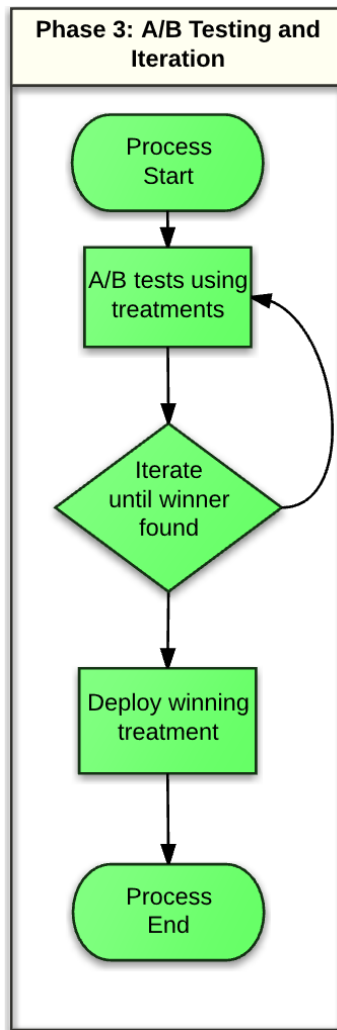 Phase 3: A/B Testing and
Iteration
Process
Start
A/B tests using
treatments
Iterate
until winner
found
Deploy winning
treatment
Process
End